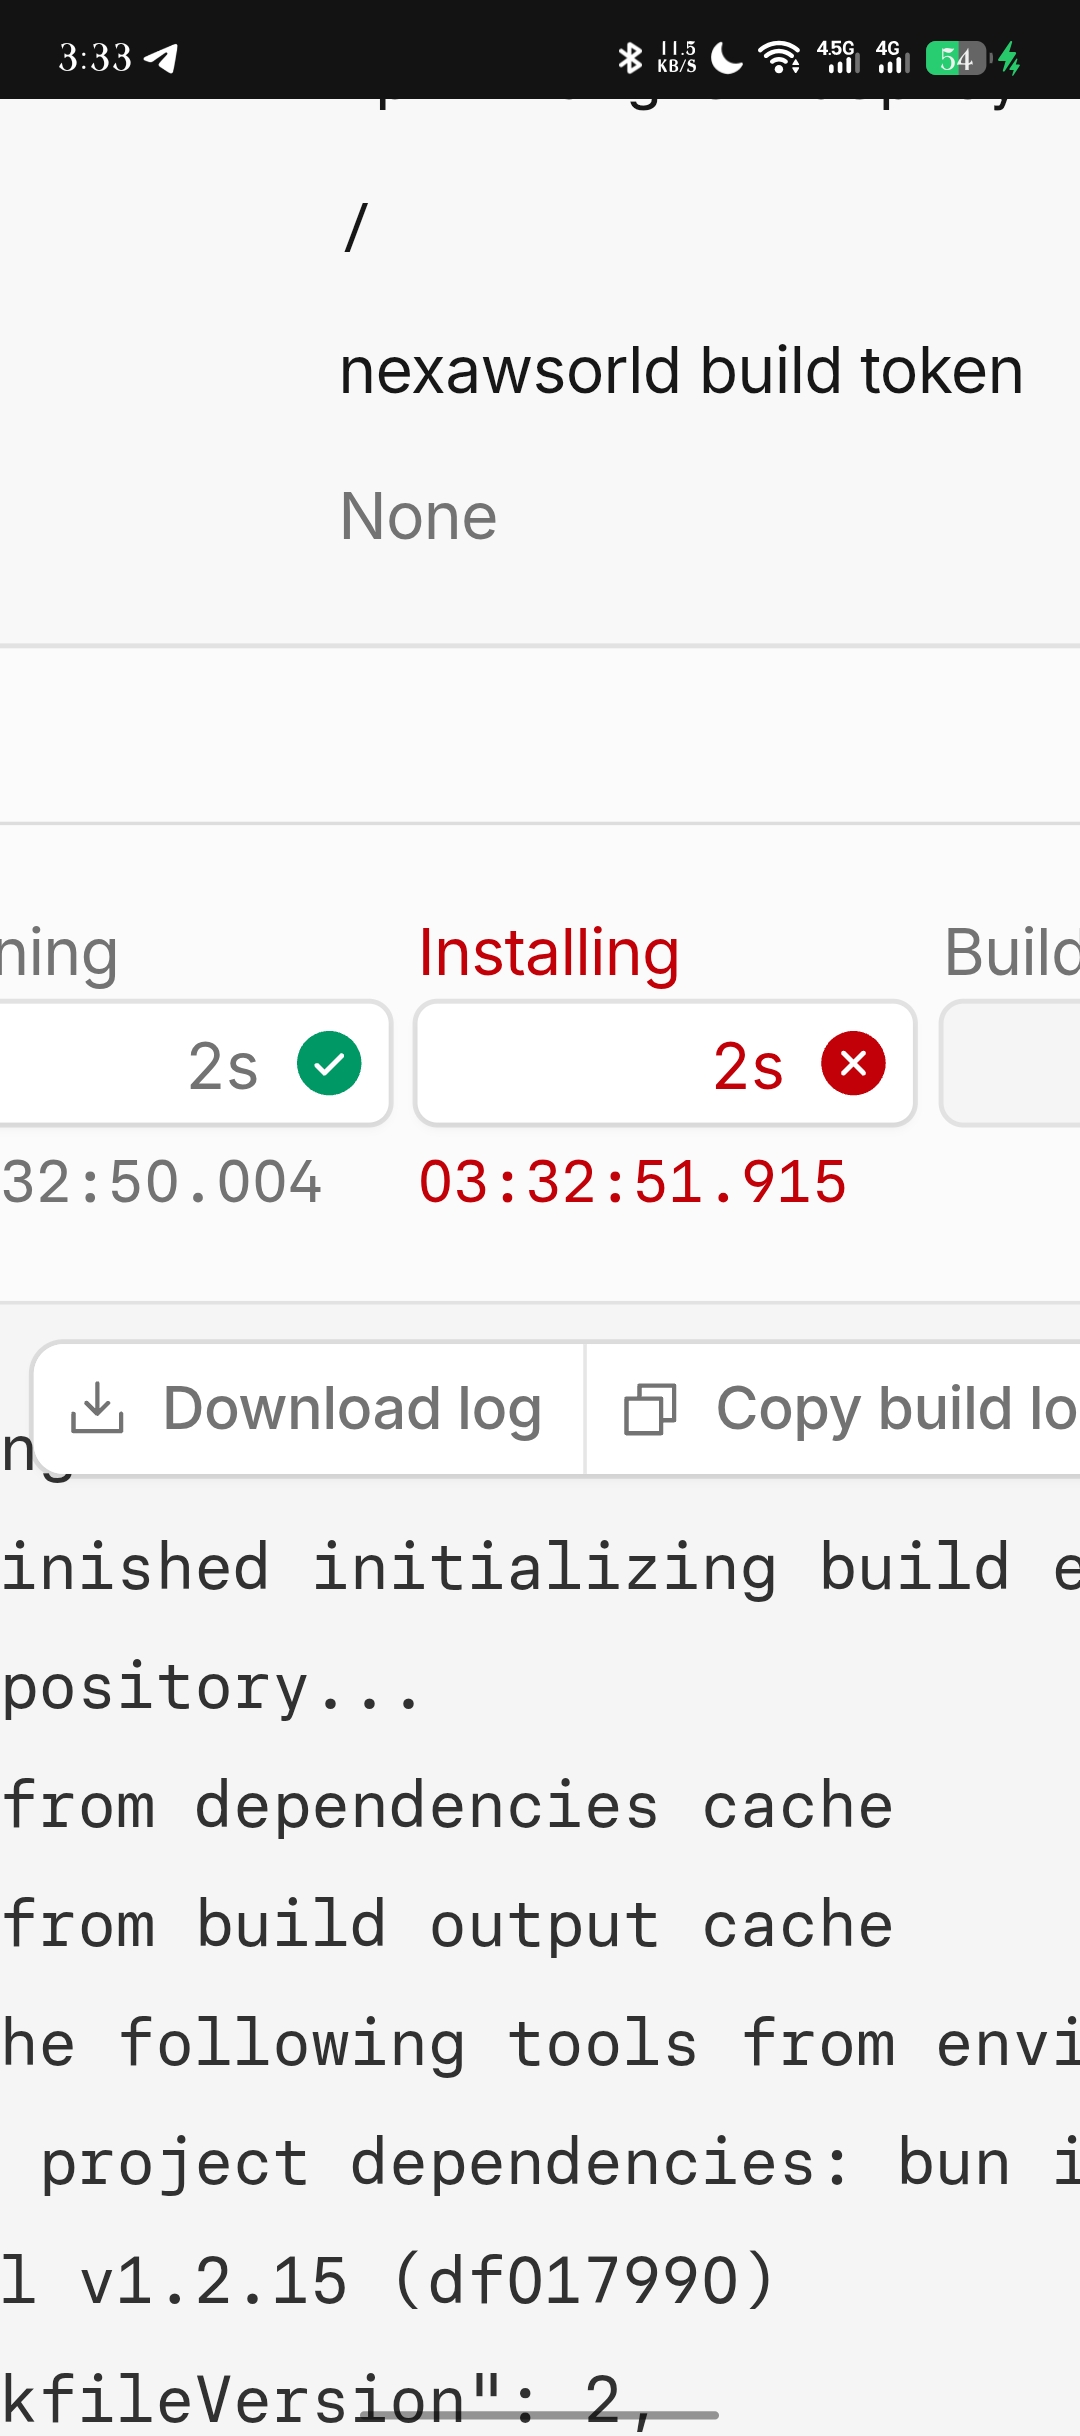 3:33
11.5
KB/S
4.5G
4G
54
/
nexawsorld build token
None
ning
Installing
Build
2s
2s
32:50.004
03:32:51.915
Download log
Copy build lo
ng
inished initializing build e
pository...
from dependencies cache
from build output cache
he following tools from envi
project dependencies: bun i
l v1.2.15 (df017990)
kfileVersion": 2,